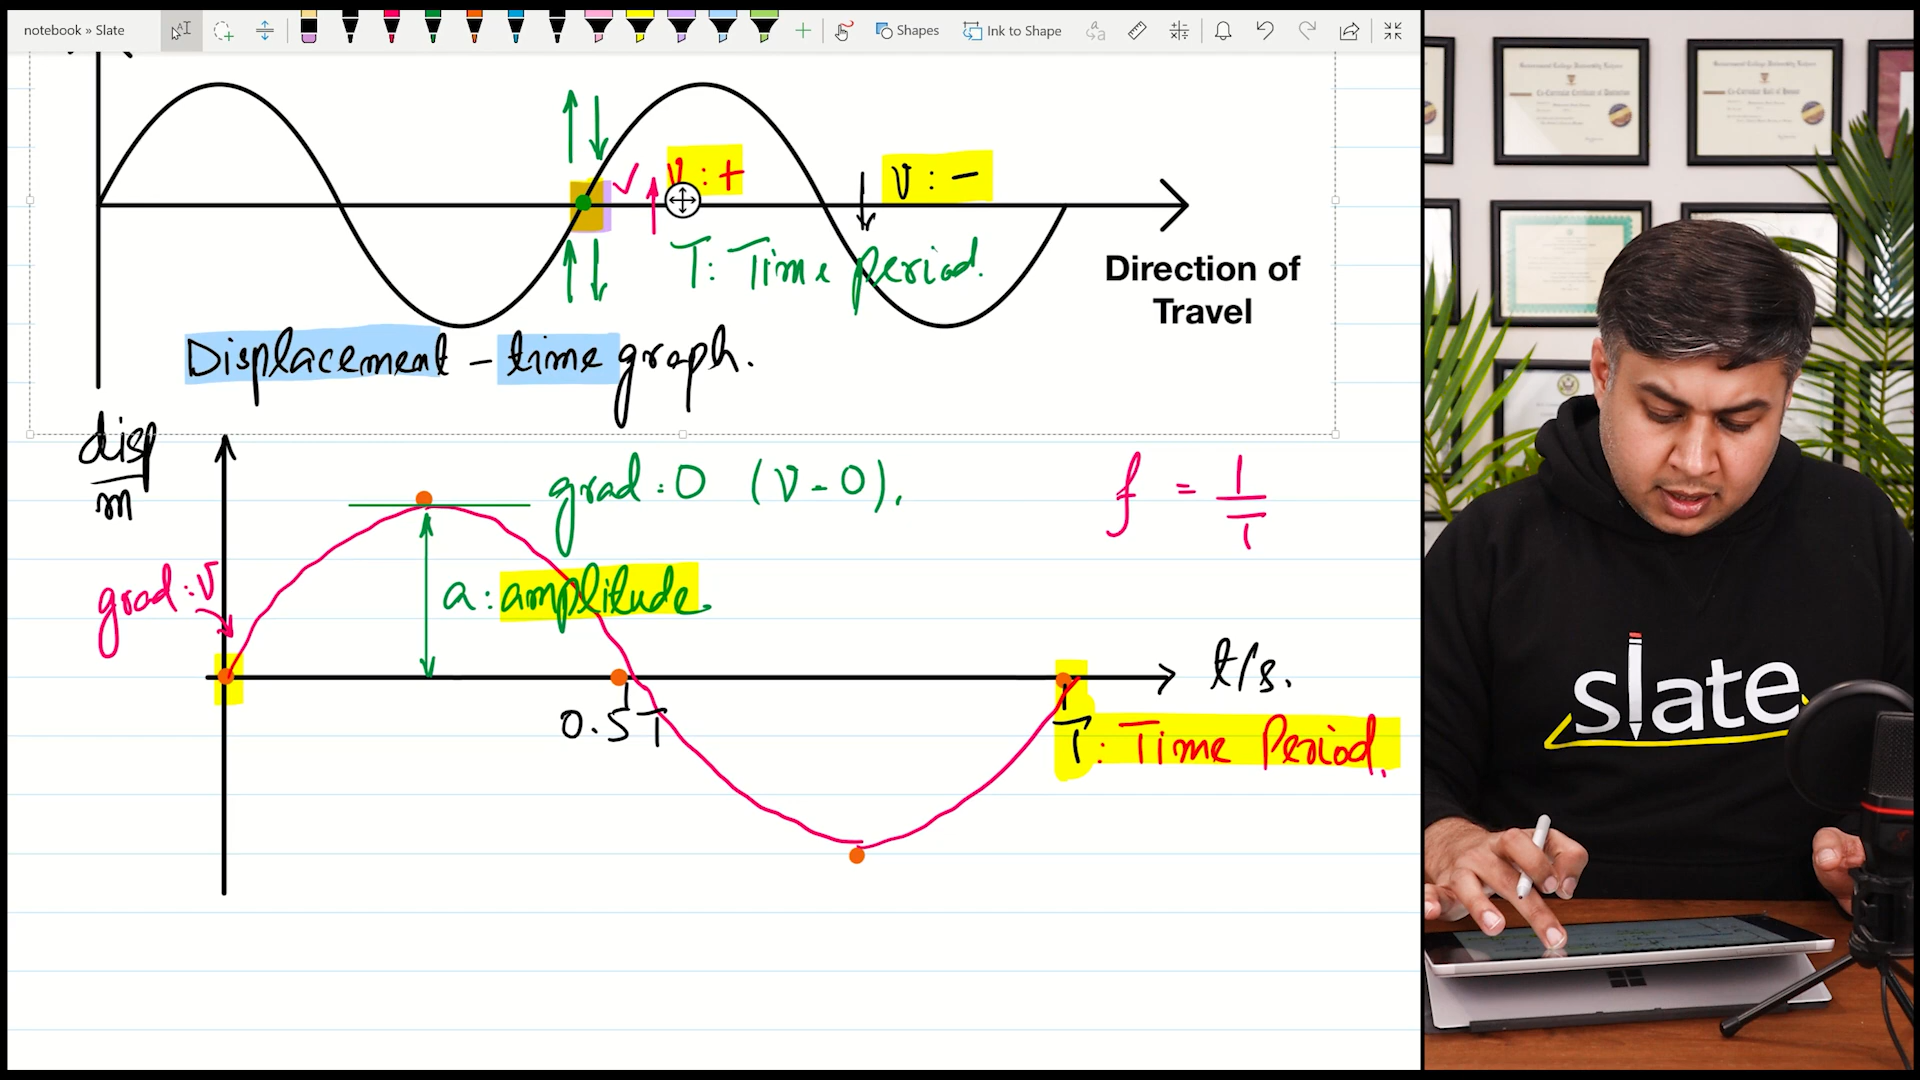 notebook » Slate
Shapes
Ink to Shape
v : +
v : −
T: Time period.
Direction of
Travel
Displacement - time graph.
disp
m
grad : 0 (v - 0).
f = 1
T
grad : v
a : amplitude.
t/s.
0.5T
T : Time Period.
slate